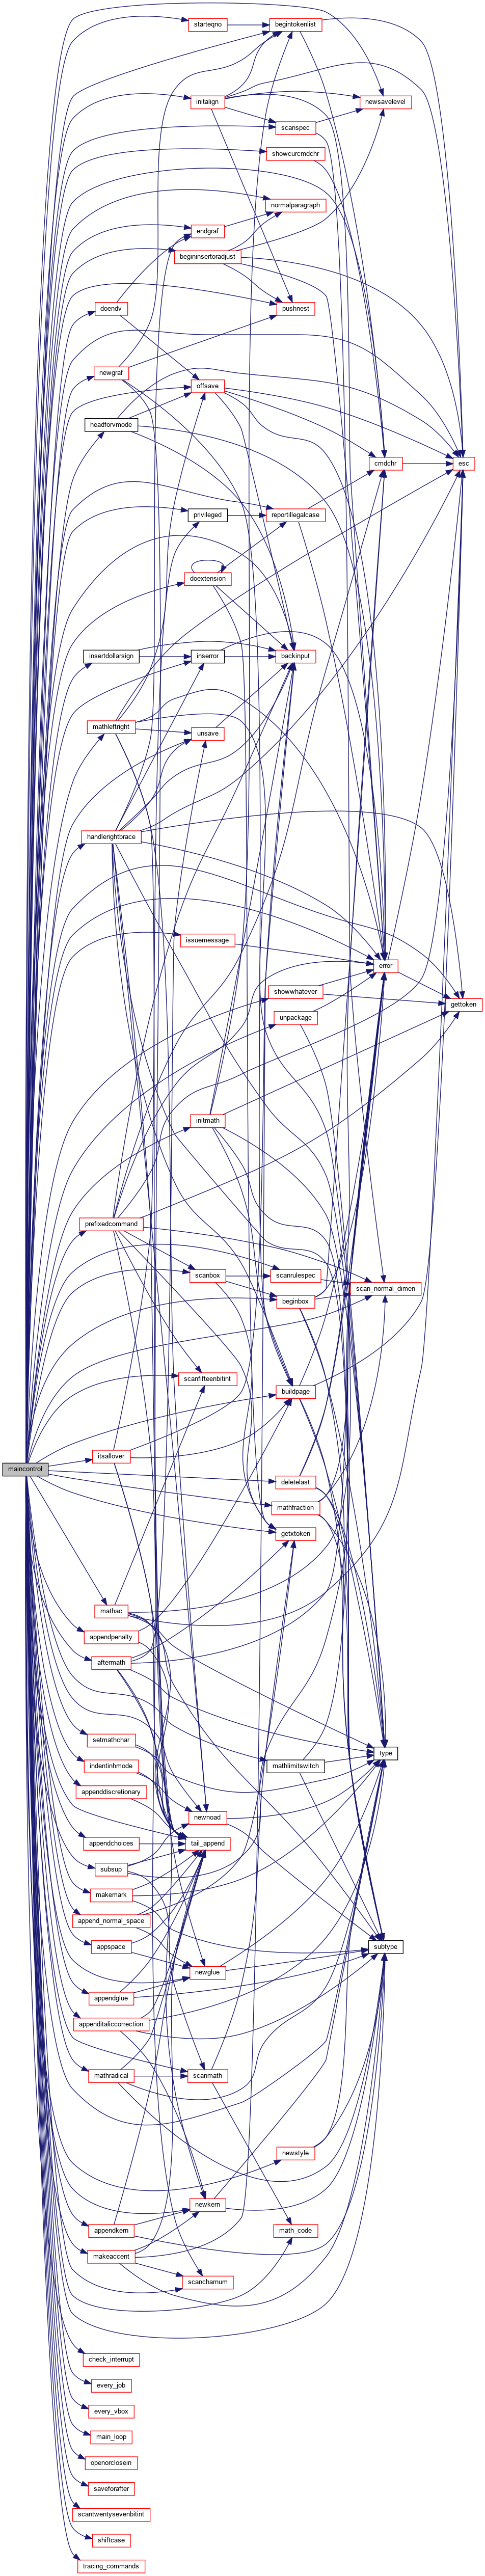 starteqno
begintokenlist
initalign
newsavelevel
scanspec
showcurcmdchr
normalparagraph
endgraf
begininsertoradjust
doendv
pushnest
newgraf
offsave
headforvmode
cmdchr
esc
privileged
reportillegalcase
doextension
insertdollarsign
inserror
backinput
mathleftright
unsave
handlerightbrace
issuemessage
error
showwhatever
gettoken
unpackage
initmath
prefixedcommand
scanbox
scanrulespec
scan_normal_dimen
beginbox
scanfifteenbitint
buildpage
itsallover
maincontrol
deletelast
mathfraction
getxtoken
mathac
appendpenalty
aftermath
setmathchar
type
indentinhmode
mathlimitswitch
appenddiscretionary
newnoad
appendchoices
tail_append
subsup
makemark
append_normal_space
appspace
subtype
newglue
appendglue
appenditaliccorrection
mathradical
scanmath
newstyle
newkern
appendkern
math_code
makeaccent
scancharnum
check_interrupt
every_job
every_vbox
main_loop
openorclosein
saveforafter
scantwentysevenbitint
shiftcase
tracing_commands